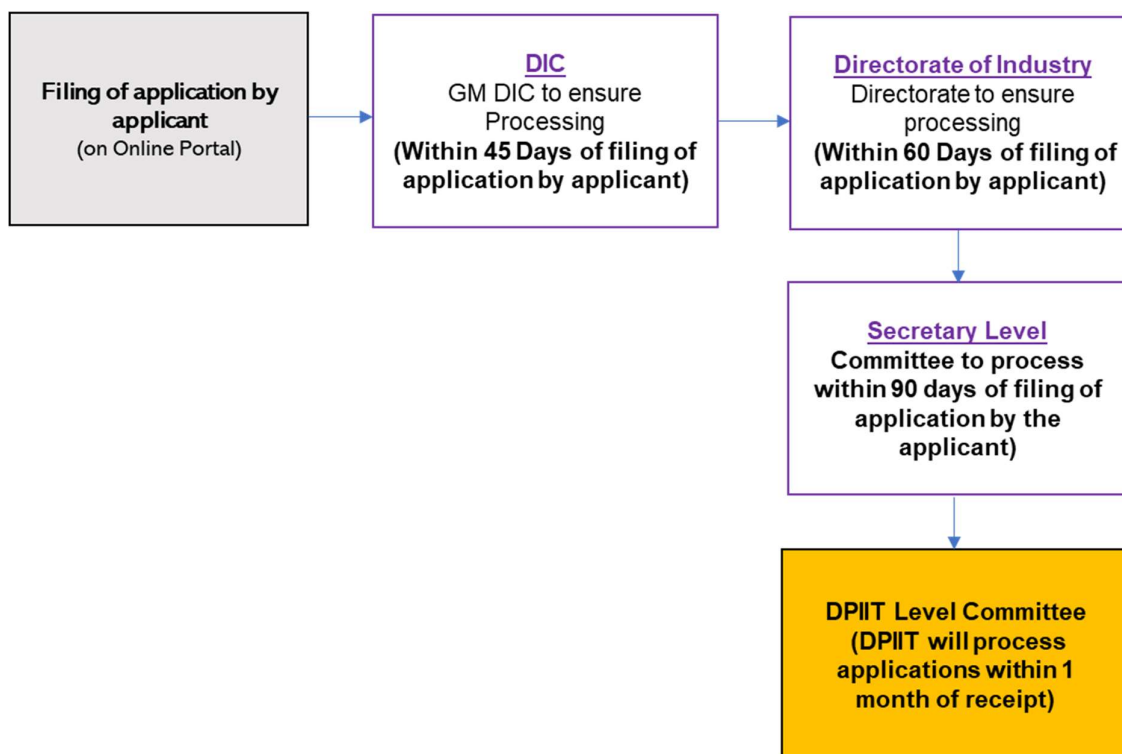 Filing of application by
applicant
(on Online Portal)
DIC
GM DIC to ensure
Processing
(Within 45 Days of filing of
application by applicant)
Directorate of Industry
Directorate to ensure
processing
(Within 60 Days of filing of
application by applicant)
Secretary Level
Committee to process
within 90 days of filing of
application by the
applicant)
DPIIT Level Committee
(DPIIT will process
applications within 1
month of receipt)